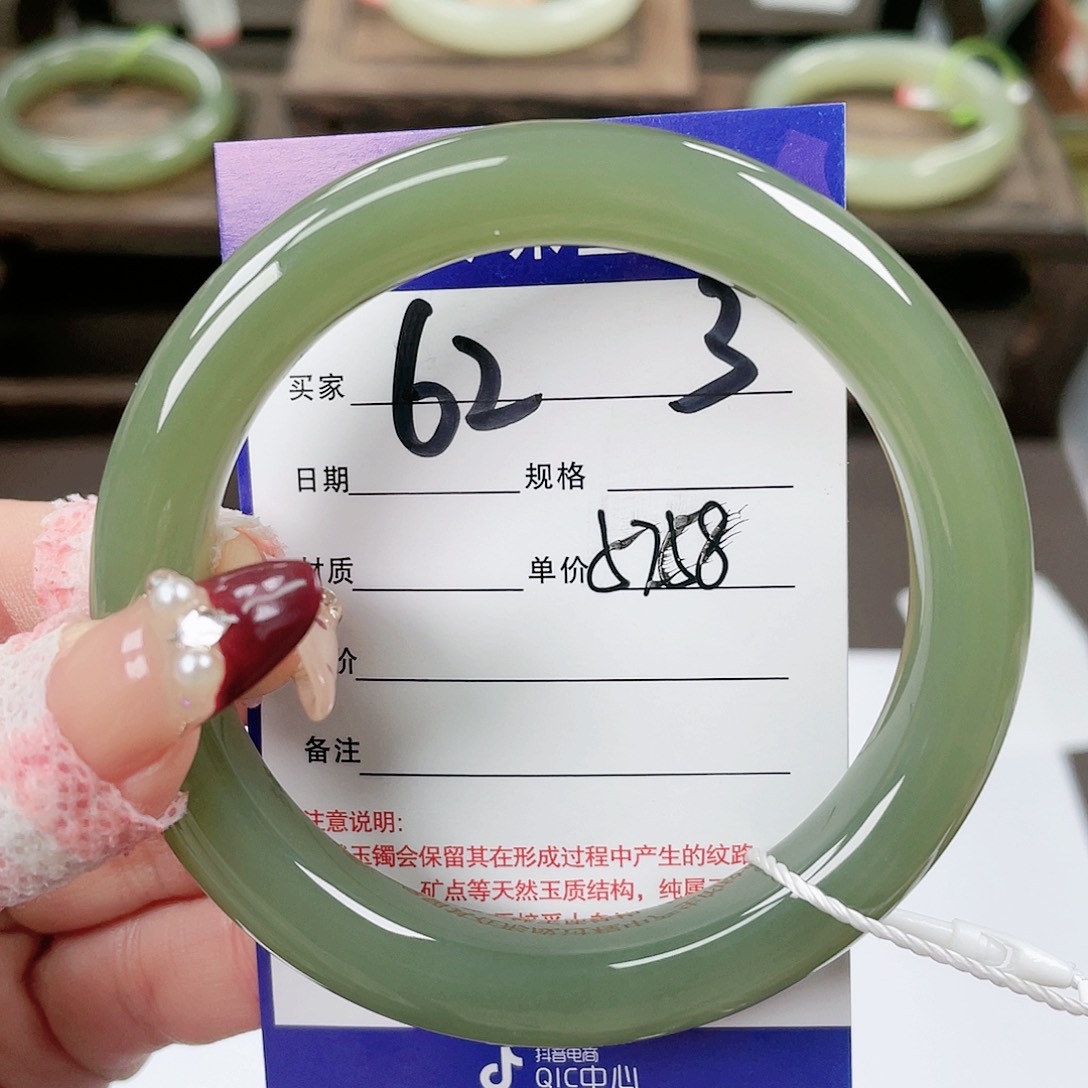 买家 62 3
日期 规格
材质 单价 5758
价
备注
注意说明:
玉镯会保留其在形成过程中产生的纹路
矿点等天然玉质结构，纯属
抖音电商
QIC中心